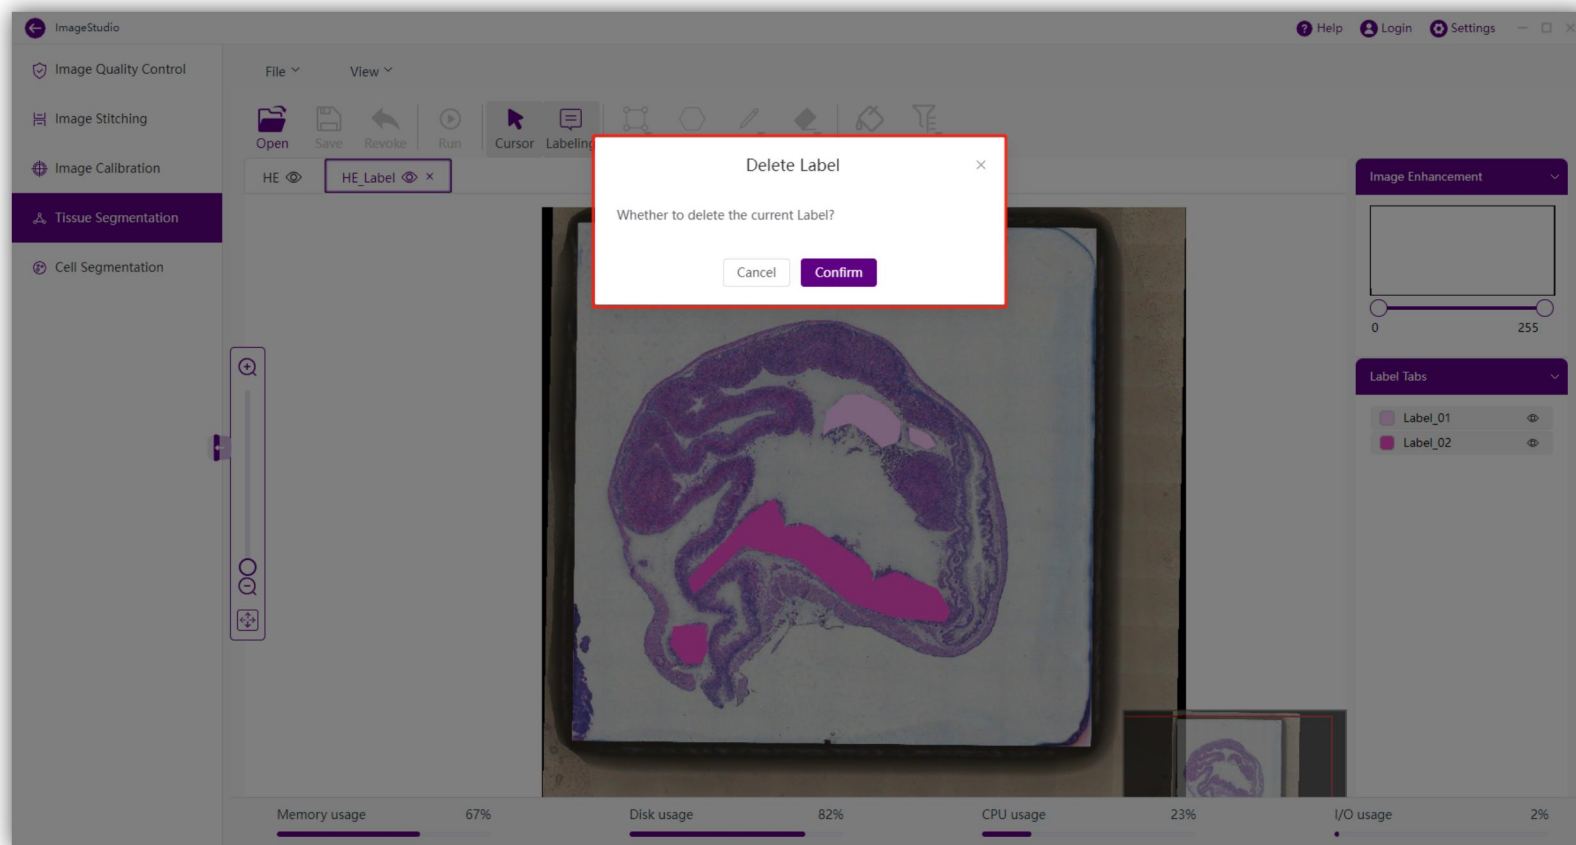 ImageStudio
Help Login Settings
Image Quality Control
Image Stitching
Image Calibration
Tissue Segmentation
Cell Segmentation
File View
Open Save Revoke Run Cursor Labeling
HE HE_Label ×
Delete Label ×
Whether to delete the current Label?
Cancel Confirm
Image Enhancement
0 255
Label Tabs
Label_01
Label_02
Memory usage 67% Disk usage 82% CPU usage 23% I/O usage 2%